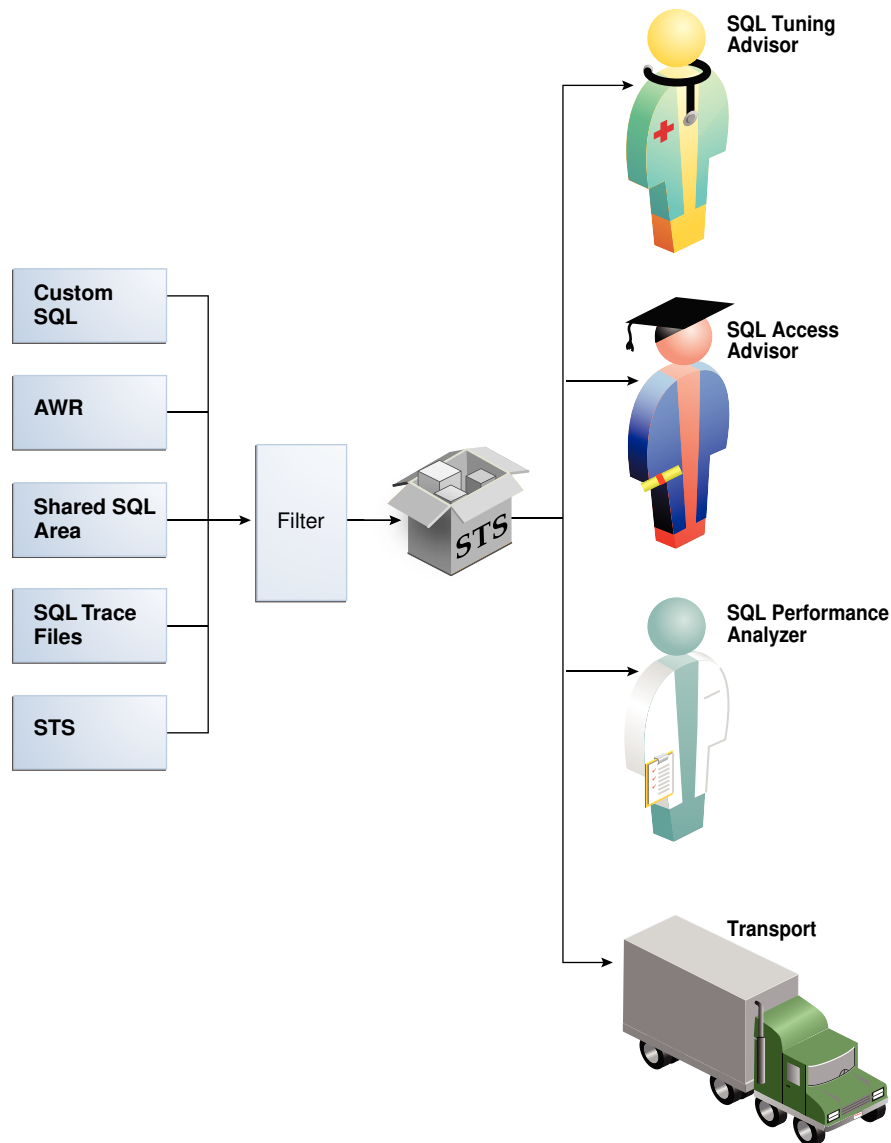 SQL Tuning
Advisor
Custom
SQL
SQL Access
Advisor
AWR
Shared SQL
Area
Filter
STS
SQL Trace
Files
SQL Performance
Analyzer
STS
Transport